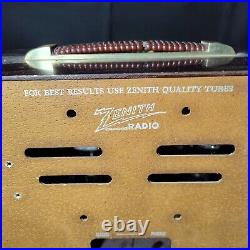 FOR BEST RESULTS USE ZENITH QUALITY TUBES
ZENITH
RADIO